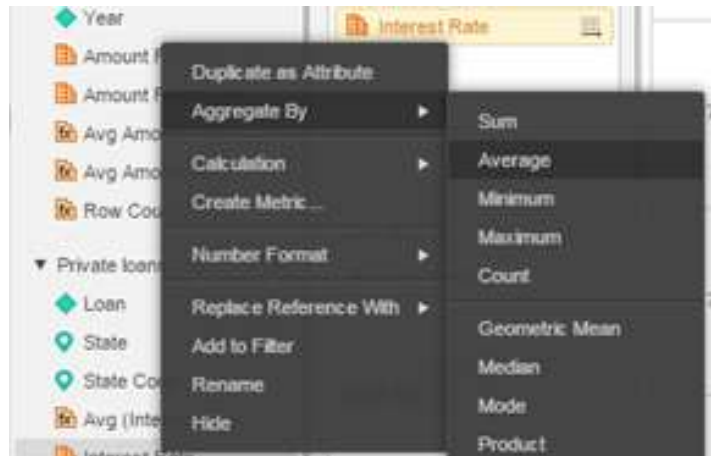 Year
Amount
Amount
Avg Amo
Avg Amo
Row Cou
Private loan
Loan
State
State Co
Avg (Inte
Interest Rate
Interest Rate
Duplicate as Attribute
Aggregate By
Calculation
Create Metric...
Number Format
Replace Reference With
Add to Filter
Rename
Hide
Sum
Average
Minimum
Maximum
Count
Geometric Mean
Median
Mode
Product